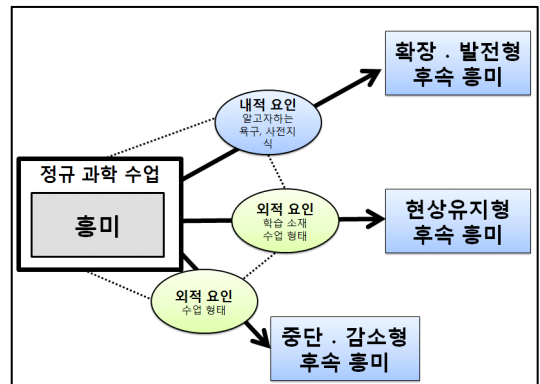 확장 . 발전형
후속 흥미
내적 요인
알고자하는
욕구, 사전지
식
정규 과학 수업
흥미
외적 요인
학습 소재
수업 형태
현상유지형
후속 흥미
외적 요인
수업 형태
중단 . 감소형
후속 흥미